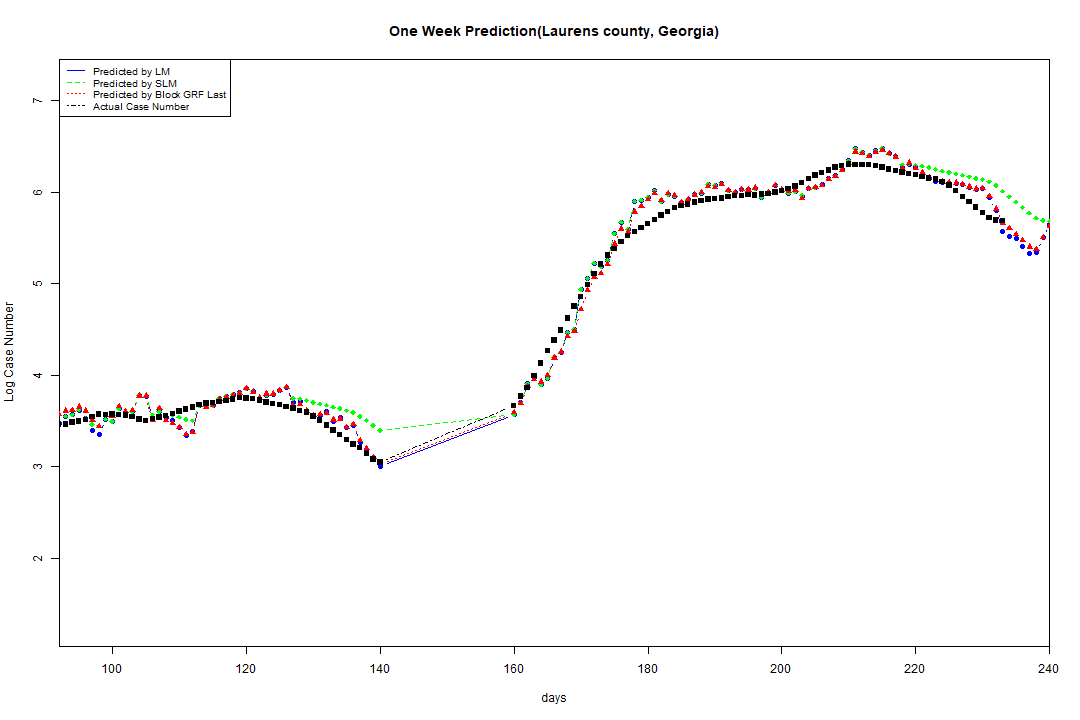 One Week Prediction(Laurens county, Georgia)
Predicted by LM
Predicted by SLM
Predicted by Block GRF Last
Actual Case Number
7
6
5
4
3
2
Log Case Number
100 120 140 160 180 200 220 240
days